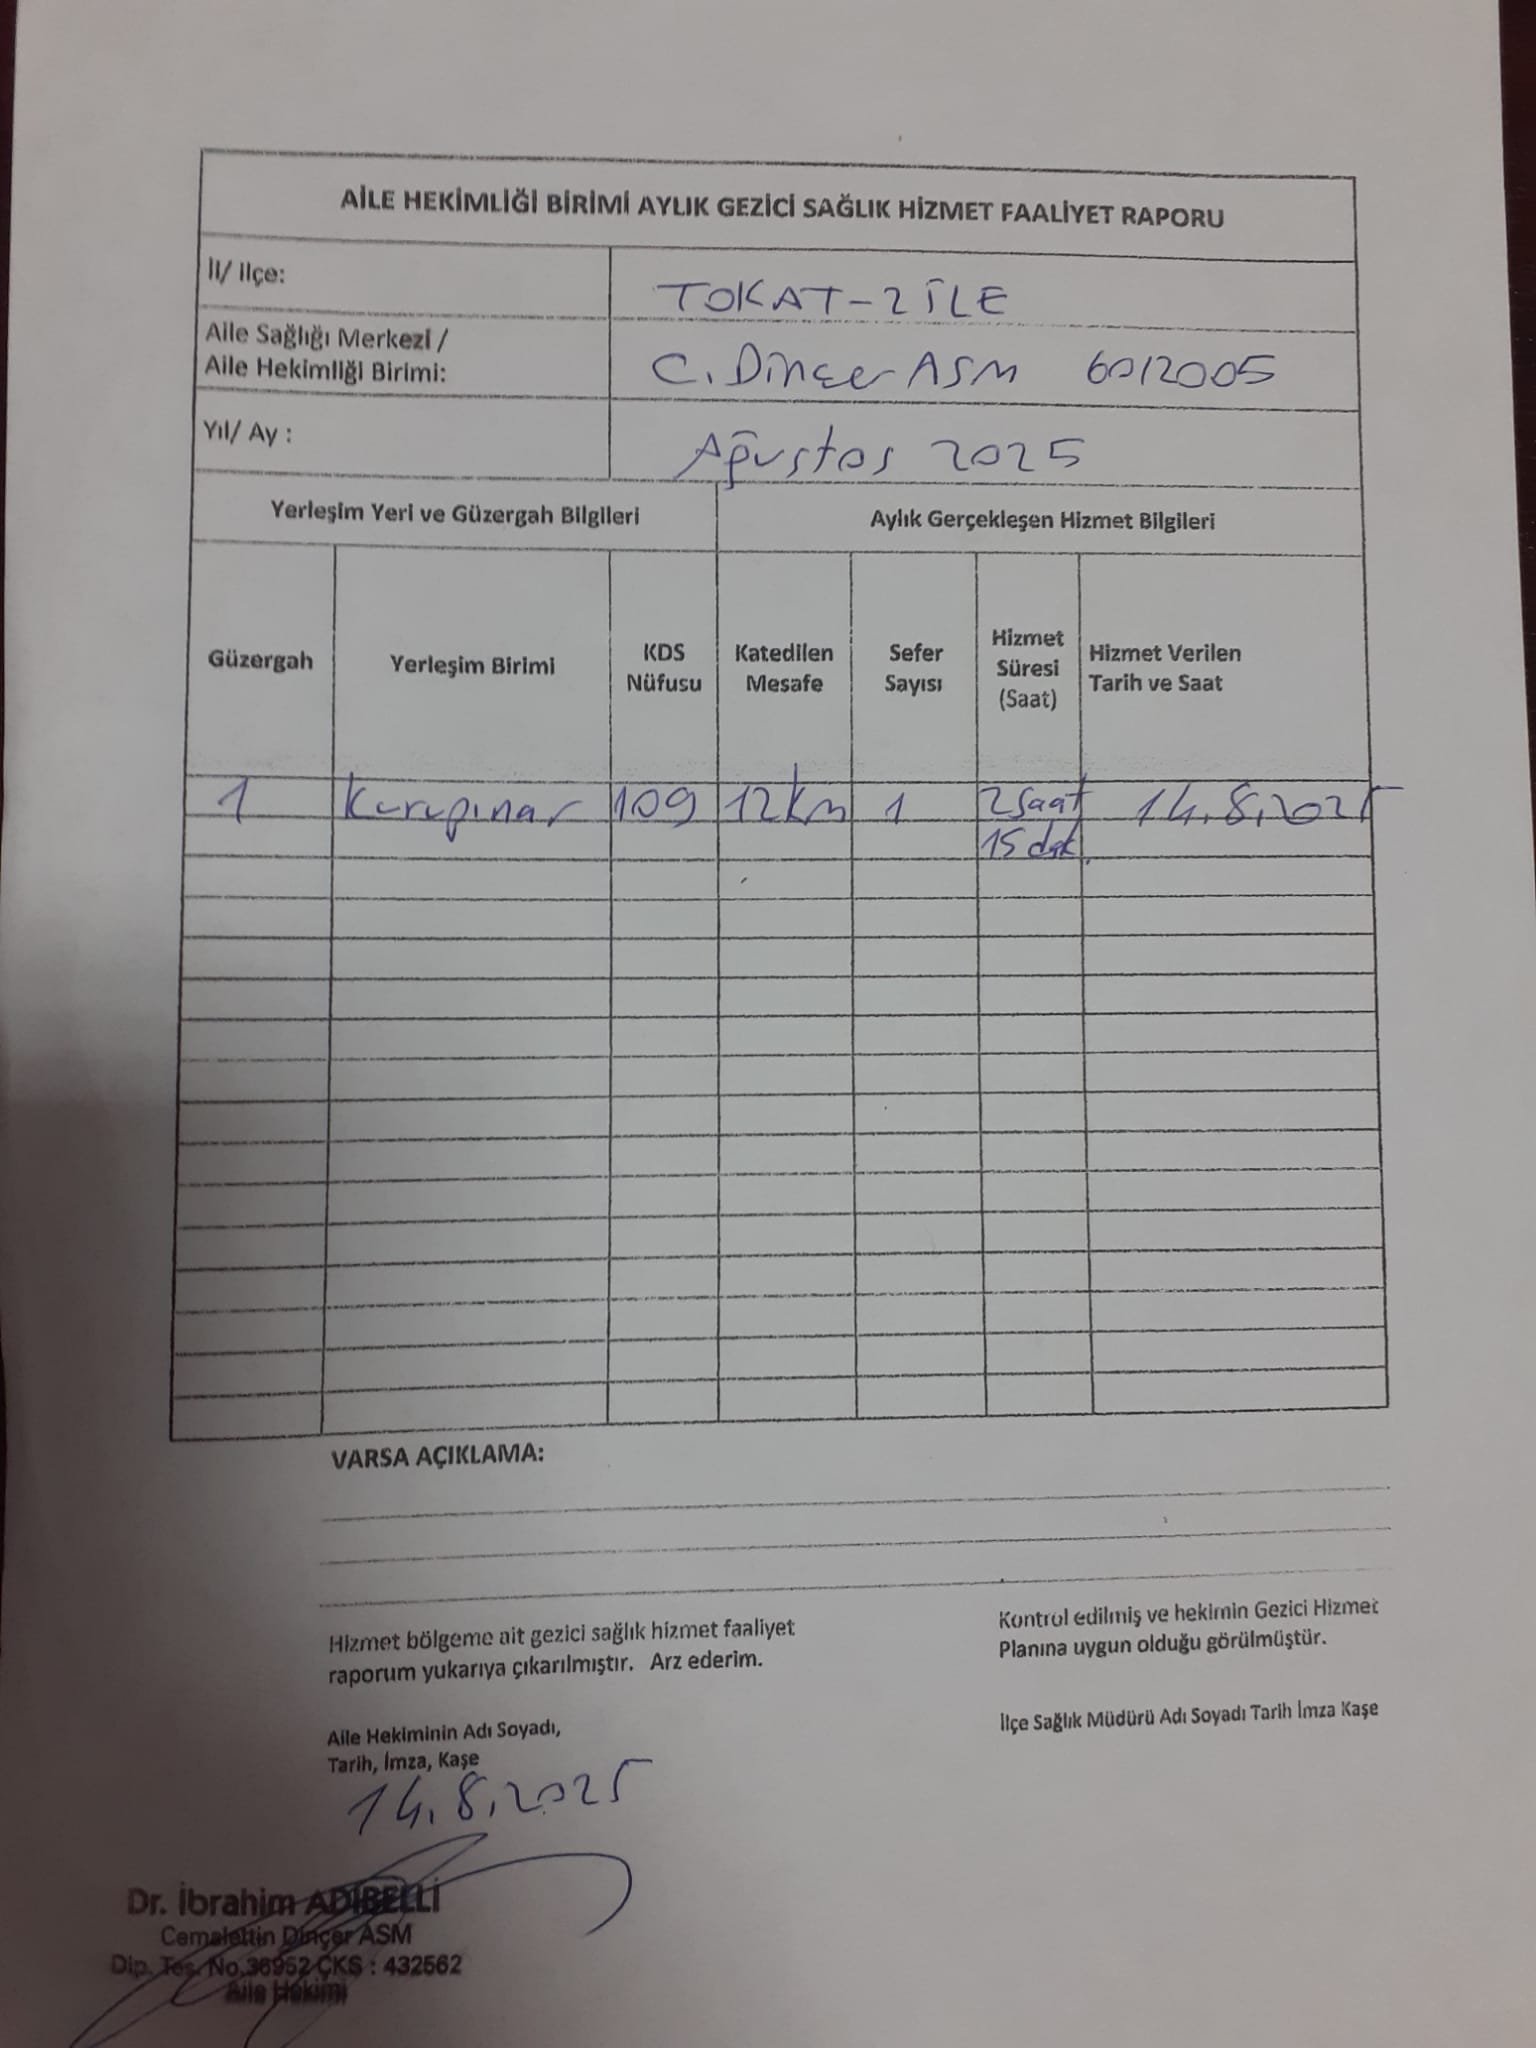 AİLE HEKİMLİĞİ BİRİMİ AYLIK GEZİCİ SAĞLIK HİZMET FAALİYET RAPORU
İl/ İlçe:
TOKAT-ZİLE
Aile Sağlığı Merkezi /
Aile Hekimliği Birimi:
C. Dinçer ASM 6012005
Yıl/ Ay :
Ağustos 2025
Yerleşim Yeri ve Güzergah Bilgileri
Aylık Gerçekleşen Hizmet Bilgileri
Güzergah
Yerleşim Birimi
KDS
Nüfusu
Katedilen
Mesafe
Sefer
Sayısı
Hizmet
Süresi
(Saat)
Hizmet Verilen
Tarih ve Saat
1 Kurupınar 109 12km 1 2saat 14.8.2025
15 dak.
VARSA AÇIKLAMA:
Hizmet bölgeme ait gezici sağlık hizmet faaliyet
raporum yukarıya çıkarılmıştır. Arz ederim.
Kontrol edilmiş ve hekimin Gezici Hizmet
Planına uygun olduğu görülmüştür.
Aile Hekiminin Adı Soyadı,
Tarih, İmza, Kaşe
İlçe Sağlık Müdürü Adı Soyadı Tarih İmza Kaşe
14.8.2025
Dr. İbrahim ADIBELLİ
Cemalettin Dinçer ASM
Dip. Tes. No.36952 ÇKS : 432562
Aile Hekimi